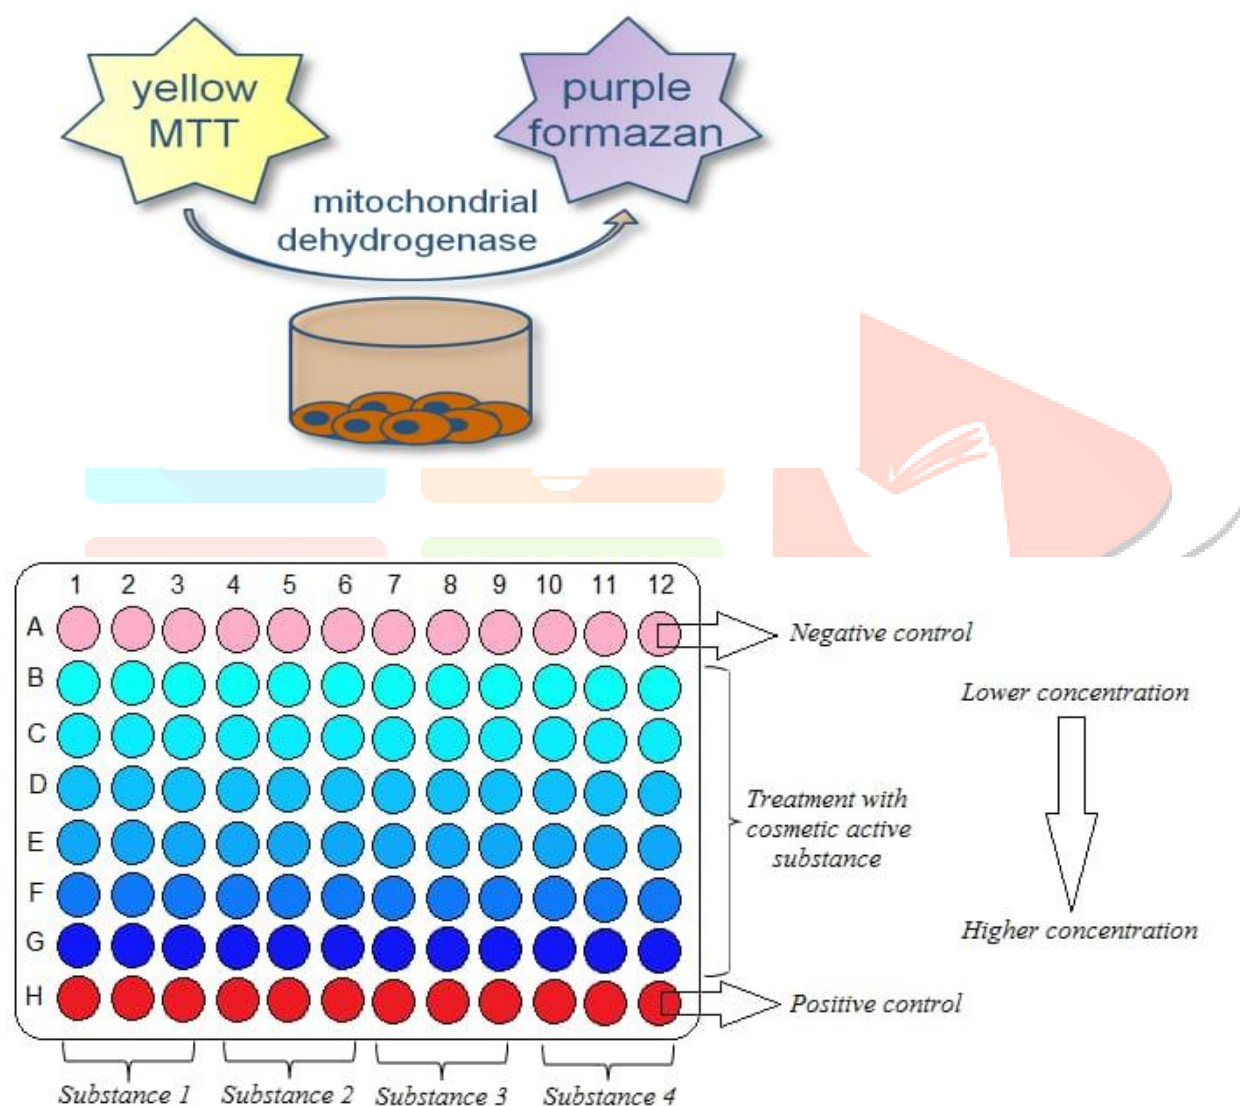 yellow
MTT
purple
formazan
mitochondrial
dehydrogenase
1 2 3 4 5 6 7 8 9 10 11 12
A
Negative control
B
Lower concentration
C
D
Treatment with
cosmetic active
substance
E
F
G
Higher concentration
H
Positive control
Substance 1 Substance 2 Substance 3 Substance 4